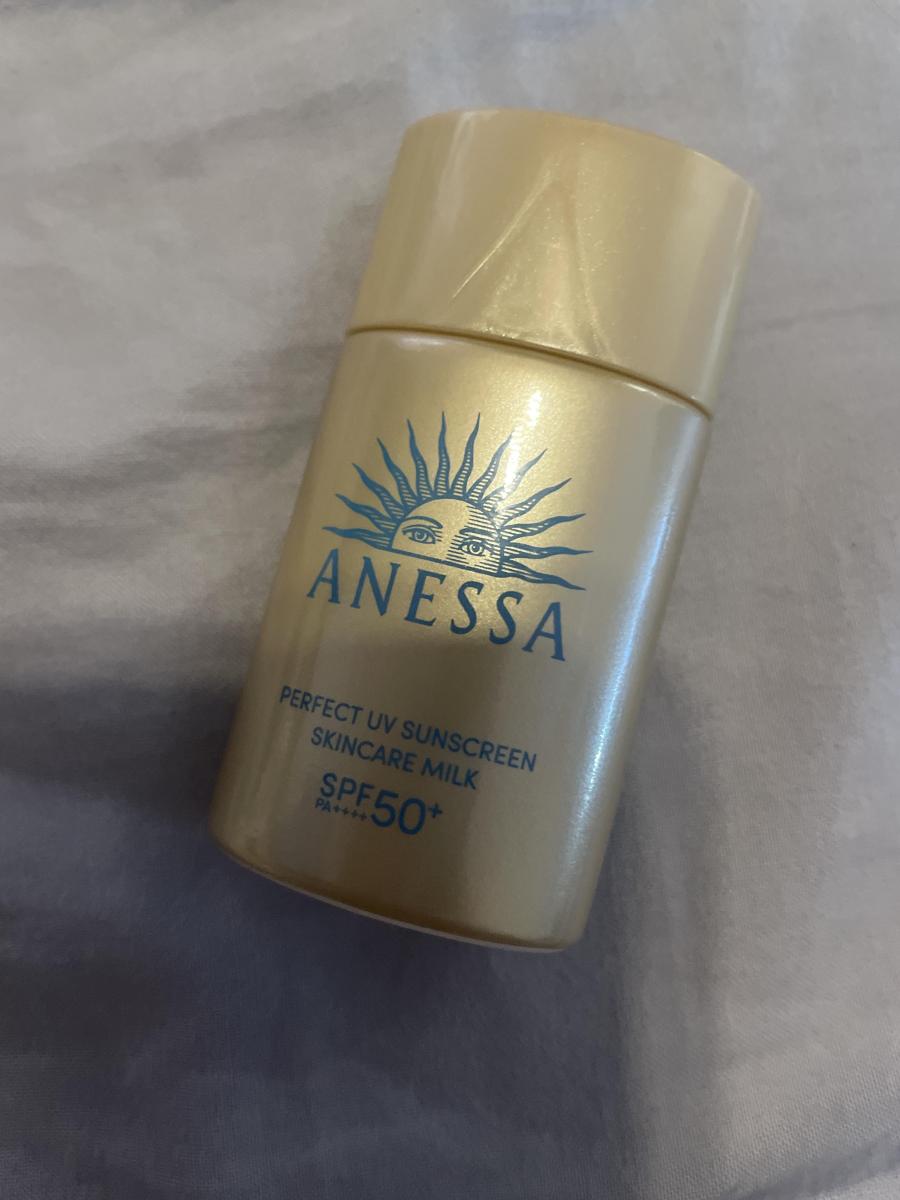 ANESSA
PERFECT UV SUNSCREEN
SKINCARE MILK
SPF50+
PA++++